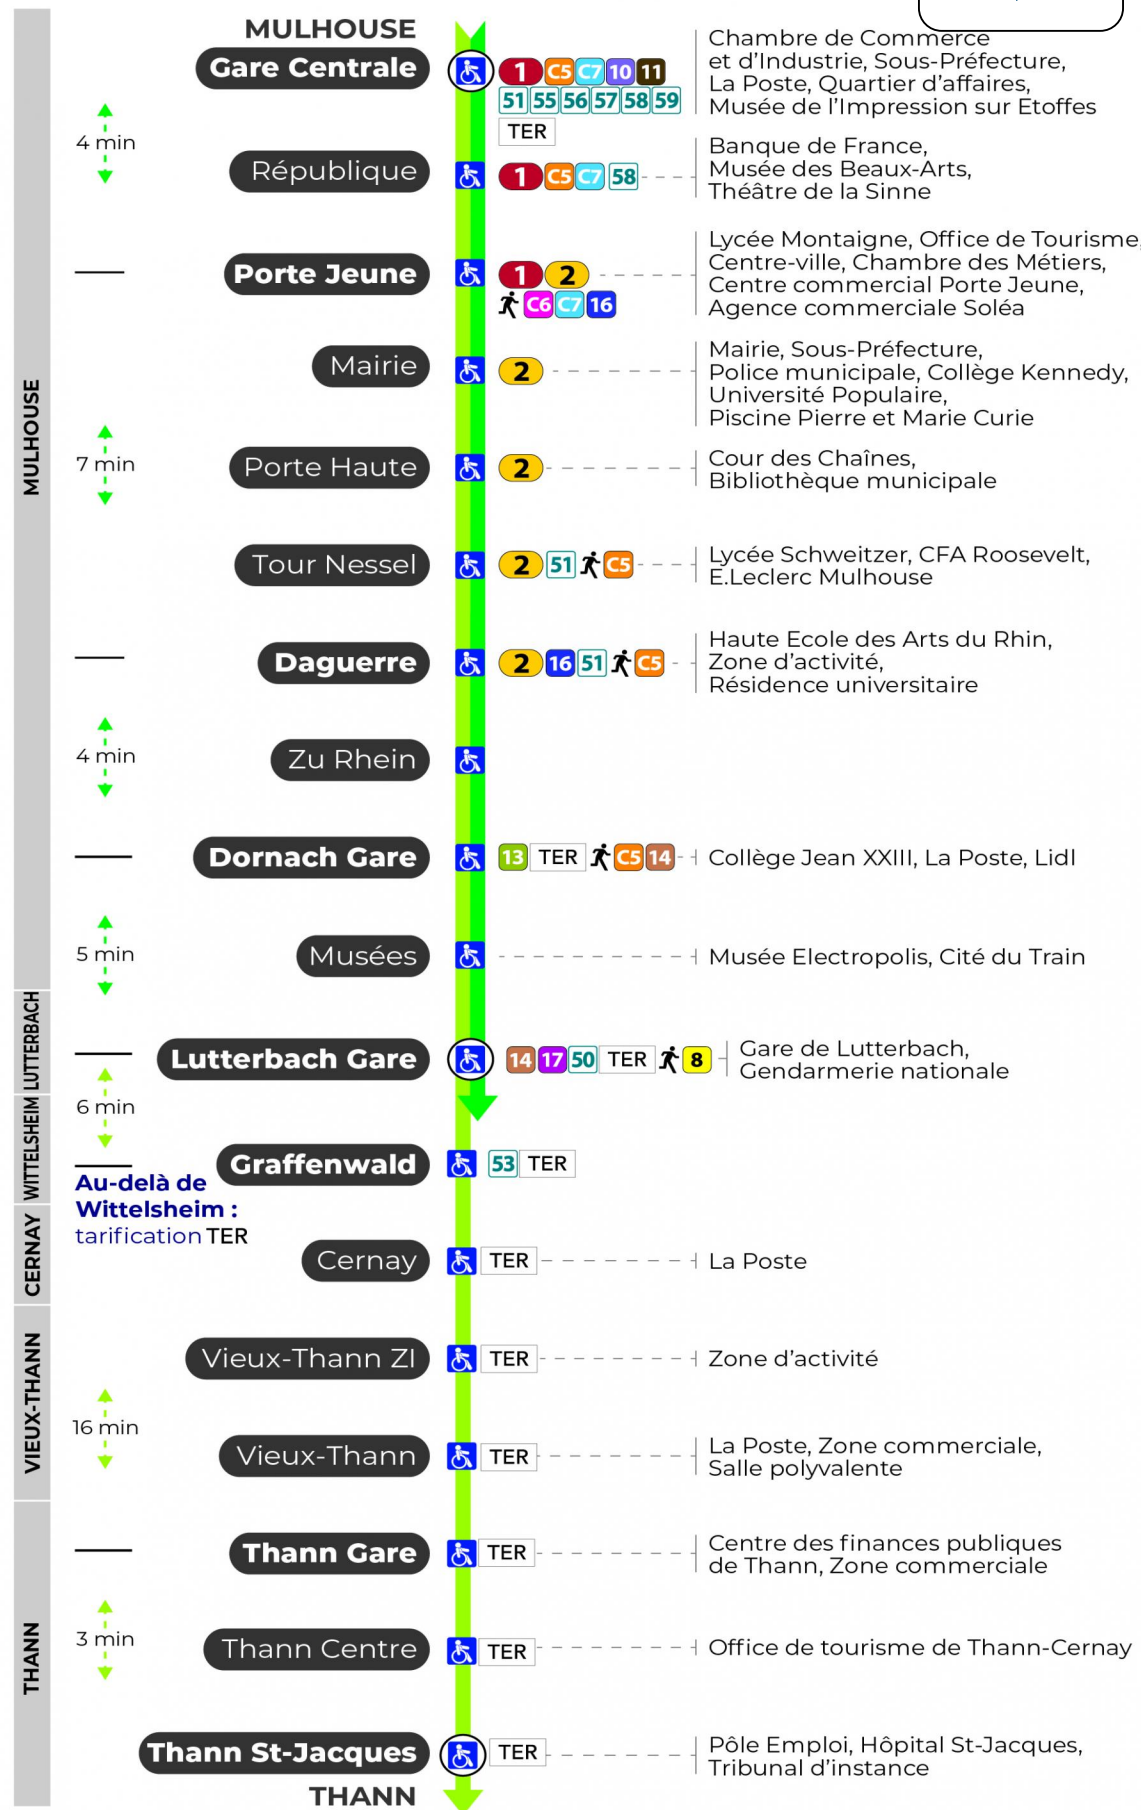 MULHOUSE
Gare Centrale
1 C5 C7 10 11
51 55 56 57 58 59
TER
Chambre de Commerce
et d’Industrie, Sous-Préfecture,
La Poste, Quartier d’affaires,
Musée de l’Impression sur Etoffes
4 min
République
1 C5 C7 58
Banque de France,
Musée des Beaux-Arts,
Théâtre de la Sinne
Porte Jeune
1 2
C6 C7 16
Lycée Montaigne, Office de Tourisme,
Centre-ville, Chambre des Métiers,
Centre commercial Porte Jeune,
Agence commerciale Soléa
Mairie
2
Mairie, Sous-Préfecture,
Police municipale, Collège Kennedy,
Université Populaire,
Piscine Pierre et Marie Curie
MULHOUSE
7 min
Porte Haute
2
Cour des Chaînes,
Bibliothèque municipale
Tour Nessel
2 51 C5
Lycée Schweitzer, CFA Roosevelt,
E.Leclerc Mulhouse
Daguerre
2 16 51 C5
Haute Ecole des Arts du Rhin,
Zone d’activité,
Résidence universitaire
4 min
Zu Rhein
Dornach Gare
13 TER C5 14
Collège Jean XXIII, La Poste, Lidl
5 min
Musées
Musée Electropolis, Cité du Train
LUTTERBACH
Lutterbach Gare
14 17 50 TER 8
Gare de Lutterbach,
Gendarmerie nationale
6 min
WITTELSHEIM
Graffenwald
53 TER
Au-delà de
Wittelsheim :
tarification TER
CERNAY
Cernay
TER
La Poste
VIEUX-THANN
Vieux-Thann ZI
TER
Zone d’activité
16 min
Vieux-Thann
TER
La Poste, Zone commerciale,
Salle polyvalente
Thann Gare
TER
Centre des finances publiques
de Thann, Zone commerciale
THANN
3 min
Thann Centre
TER
Office de tourisme de Thann-Cernay
Thann St-Jacques
TER
Pôle Emploi, Hôpital St-Jacques,
Tribunal d’instance
THANN